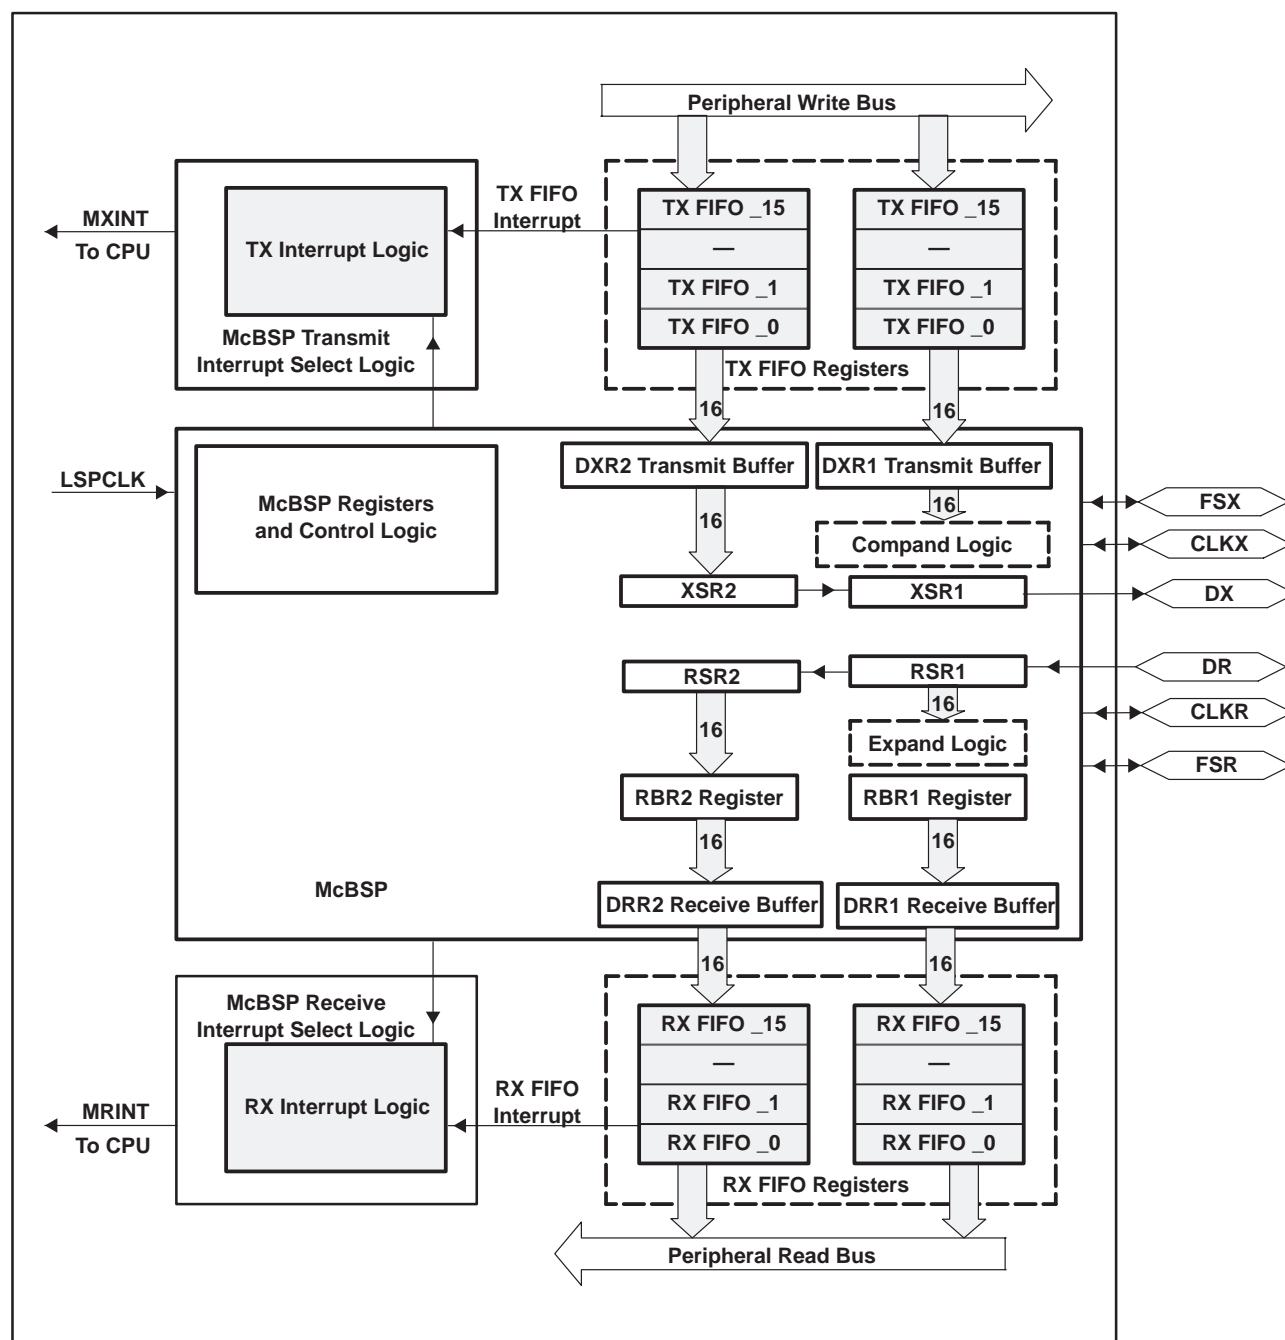 Peripheral Write Bus
MXINT
To CPU
TX Interrupt Logic
McBSP Transmit
Interrupt Select Logic
TX FIFO
Interrupt
TX FIFO _15
—
TX FIFO _1
TX FIFO _0
TX FIFO _15
—
TX FIFO _1
TX FIFO _0
TX FIFO Registers
16
16
LSPCLK
McBSP Registers
and Control Logic
DXR2 Transmit Buffer
DXR1 Transmit Buffer
16
16
Compand Logic
XSR2
XSR1
FSX
CLKX
DX
RSR2
RSR1
DR
16
16
Expand Logic
CLKR
FSR
RBR2 Register
RBR1 Register
16
16
McBSP
DRR2 Receive Buffer
DRR1 Receive Buffer
16
16
McBSP Receive
Interrupt Select Logic
RX Interrupt Logic
MRINT
To CPU
RX FIFO
Interrupt
RX FIFO _15
—
RX FIFO _1
RX FIFO _0
RX FIFO _15
—
RX FIFO _1
RX FIFO _0
RX FIFO Registers
Peripheral Read Bus